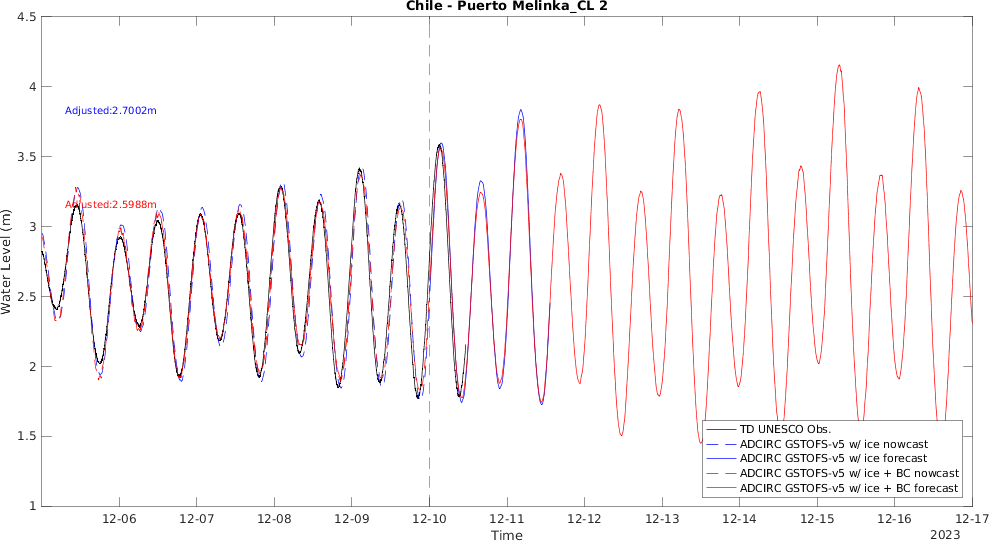 Chile - Puerto Melinka_CL 2
4.5
4
3.5
3
2.5
2
1.5
1
Water Level (m)
Adjusted:2.7002m
Adjusted:2.5988m
TD UNESCO Obs.
ADCIRC GSTOFS-v5 w/ ice nowcast
ADCIRC GSTOFS-v5 w/ ice forecast
ADCIRC GSTOFS-v5 w/ ice + BC nowcast
ADCIRC GSTOFS-v5 w/ ice + BC forecast
12-06 12-07 12-08 12-09 12-10 12-11 12-12 12-13 12-14 12-15 12-16 12-17
Time
2023